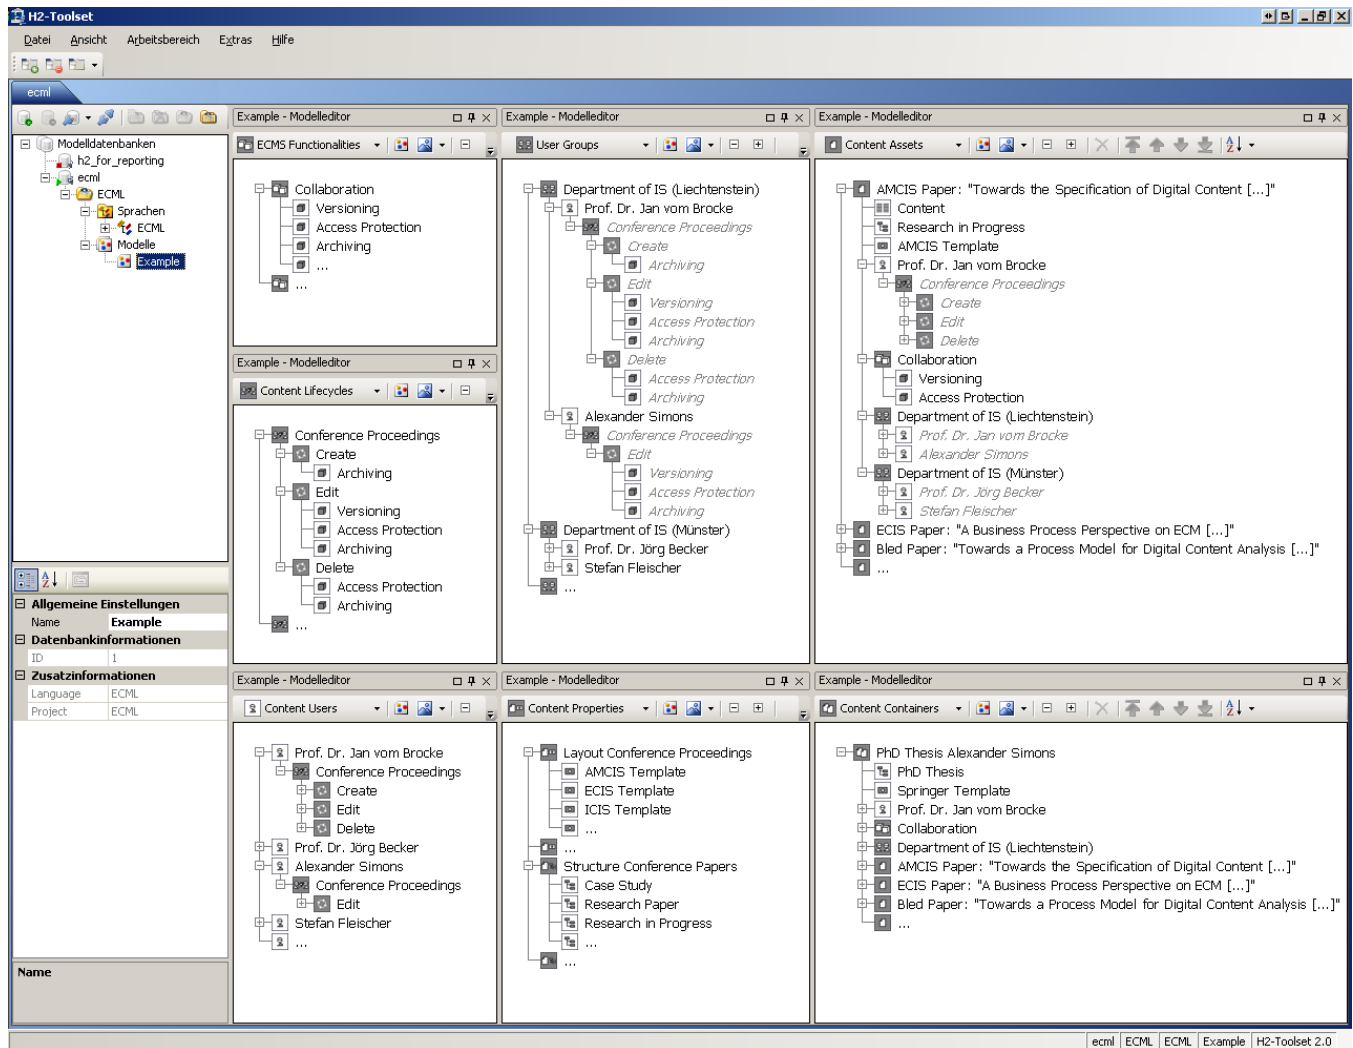 H2-Toolset
Datei Ansicht Arbeitsbereich Extras Hilfe
ecml
Modelldatenbanken
h2_for_reporting
ecml
ECML
Sprachen
ECML
Modelle
Example
Allgemeine Einstellungen
Name Example
Datenbankinformationen
ID 1
Zusatzinformationen
Language ECML
Project ECML
Name
Example - Modelleditor
ECMS Functionalities
Collaboration
Versioning
Access Protection
Archiving
...
...
Example - Modelleditor
Content Lifecycles
Conference Proceedings
Create
Archiving
Edit
Versioning
Access Protection
Archiving
Delete
Access Protection
Archiving
...
Example - Modelleditor
User Groups
Department of IS (Liechtenstein)
Prof. Dr. Jan vom Brocke
Conference Proceedings
Create
Archiving
Edit
Versioning
Access Protection
Archiving
Delete
Access Protection
Archiving
Alexander Simons
Conference Proceedings
Edit
Versioning
Access Protection
Archiving
Department of IS (Münster)
Prof. Dr. Jörg Becker
Stefan Fleischer
...
Example - Modelleditor
Content Assets
AMCIS Paper: "Towards the Specification of Digital Content [...]"
Content
Research in Progress
AMCIS Template
Prof. Dr. Jan vom Brocke
Conference Proceedings
Create
Edit
Delete
Collaboration
Versioning
Access Protection
Department of IS (Liechtenstein)
Prof. Dr. Jan vom Brocke
Alexander Simons
Department of IS (Münster)
Prof. Dr. Jörg Becker
Stefan Fleischer
ECIS Paper: "A Business Process Perspective on ECM [...]"
Bled Paper: "Towards a Process Model for Digital Content Analysis [...]"
...
Example - Modelleditor
Content Users
Prof. Dr. Jan vom Brocke
Conference Proceedings
Create
Edit
Delete
Prof. Dr. Jörg Becker
Alexander Simons
Conference Proceedings
Edit
Stefan Fleischer
...
Example - Modelleditor
Content Properties
Layout Conference Proceedings
AMCIS Template
ECIS Template
ICIS Template
...
...
Structure Conference Papers
Case Study
Research Paper
Research in Progress
...
...
Example - Modelleditor
Content Containers
PhD Thesis Alexander Simons
PhD Thesis
Springer Template
Prof. Dr. Jan vom Brocke
Collaboration
Department of IS (Liechtenstein)
AMCIS Paper: "Towards the Specification of Digital Content [...]"
ECIS Paper: "A Business Process Perspective on ECM [...]"
Bled Paper: "Towards a Process Model for Digital Content Analysis [...]"
...
ecml ECML ECML Example H2-Toolset 2.0